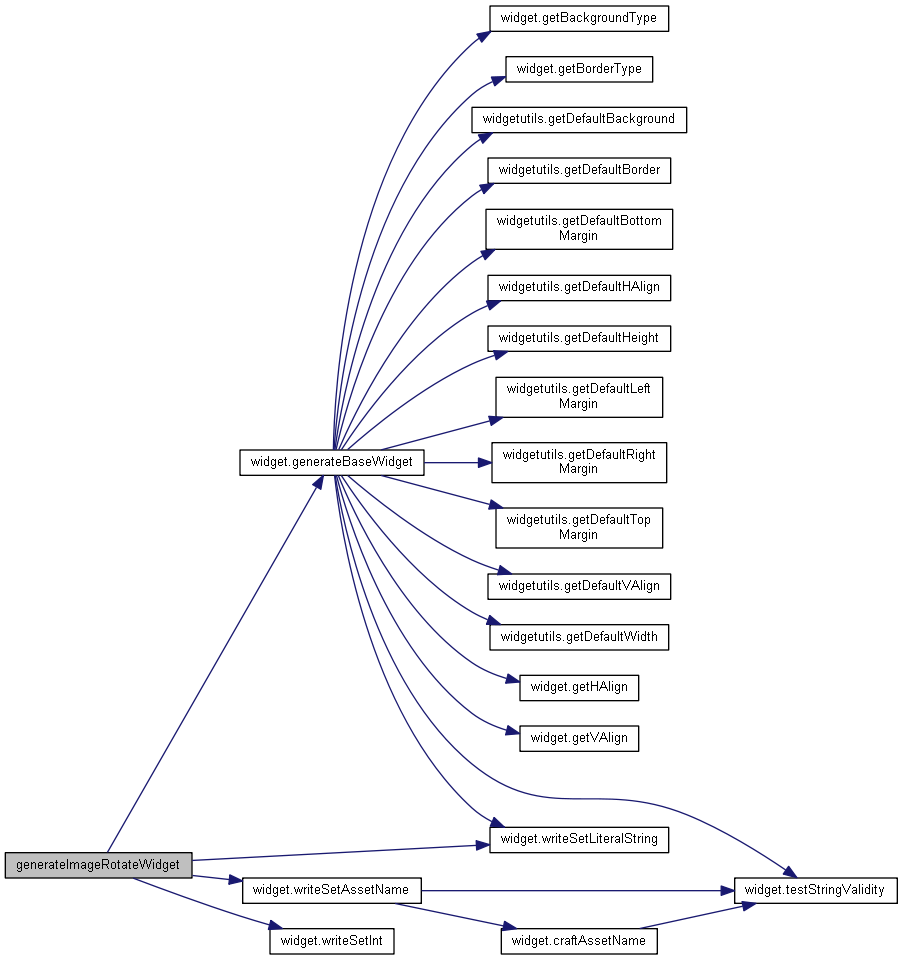 widget.getBackgroundType
widget.getBorderType
widgetutils.getDefaultBackground
widgetutils.getDefaultBorder
widgetutils.getDefaultBottom
Margin
widgetutils.getDefaultHAlign
widgetutils.getDefaultHeight
widgetutils.getDefaultLeft
Margin
widget.generateBaseWidget
widgetutils.getDefaultRight
Margin
widgetutils.getDefaultTop
Margin
widgetutils.getDefaultVAlign
widgetutils.getDefaultWidth
widget.getHAlign
widget.getVAlign
widget.writeSetLiteralString
generateImageRotateWidget
widget.writeSetAssetName
widget.testStringValidity
widget.writeSetInt
widget.craftAssetName